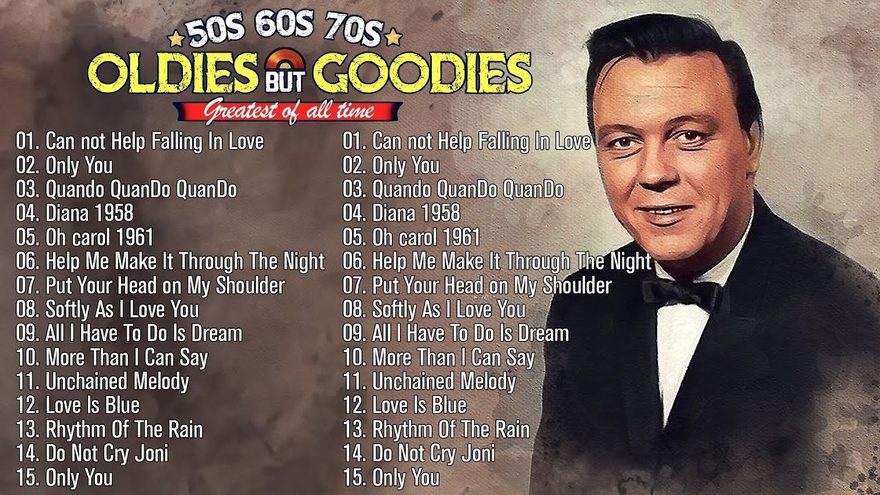 50S 60S 70S
OLDIES BUT GOODIES
Greatest of all time
01. Can not Help Falling In Love
02. Only You
03. Quando QuanDo QuanDo
04. Diana 1958
05. Oh carol 1961
06. Help Me Make It Through The Night
07. Put Your Head on My Shoulder
08. Softly As I Love You
09. All I Have To Do Is Dream
10. More Than I Can Say
11. Unchained Melody
12. Love Is Blue
13. Rhythm Of The Rain
14. Do Not Cry Joni
15. Only You
01. Can not Help Falling In Love
02. Only You
03. Quando QuanDo QuanDo
04. Diana 1958
05. Oh carol 1961
06. Help Me Make It Through The Night
07. Put Your Head on My Shoulder
08. Softly As I Love You
09. All I Have To Do Is Dream
10. More Than I Can Say
11. Unchained Melody
12. Love Is Blue
13. Rhythm Of The Rain
14. Do Not Cry Joni
15. Only You